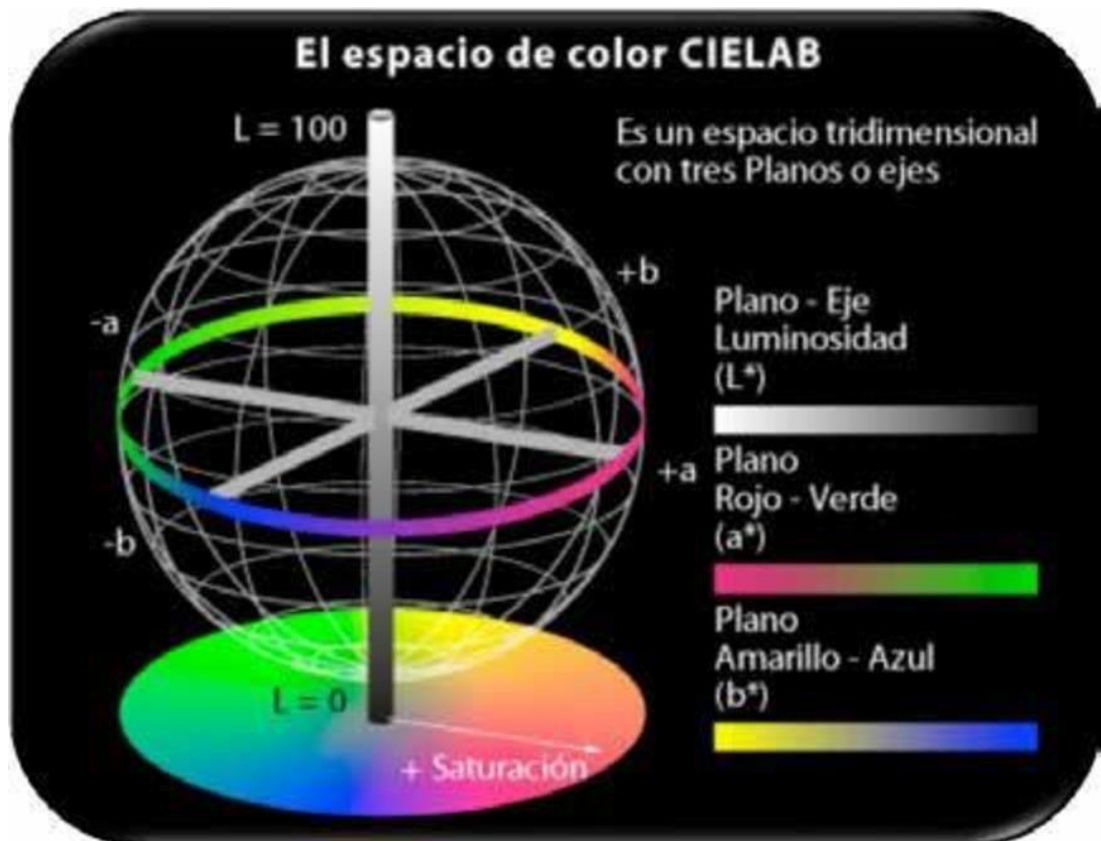 El espacio de color CIELAB
L = 100
Es un espacio tridimensional
con tres Planos o ejes
+b
-a
Plano - Eje
Luminosidad
(L*)
+a
Plano
Rojo - Verde
(a*)
-b
Plano
Amarillo - Azul
(b*)
L = 0
+ Saturación